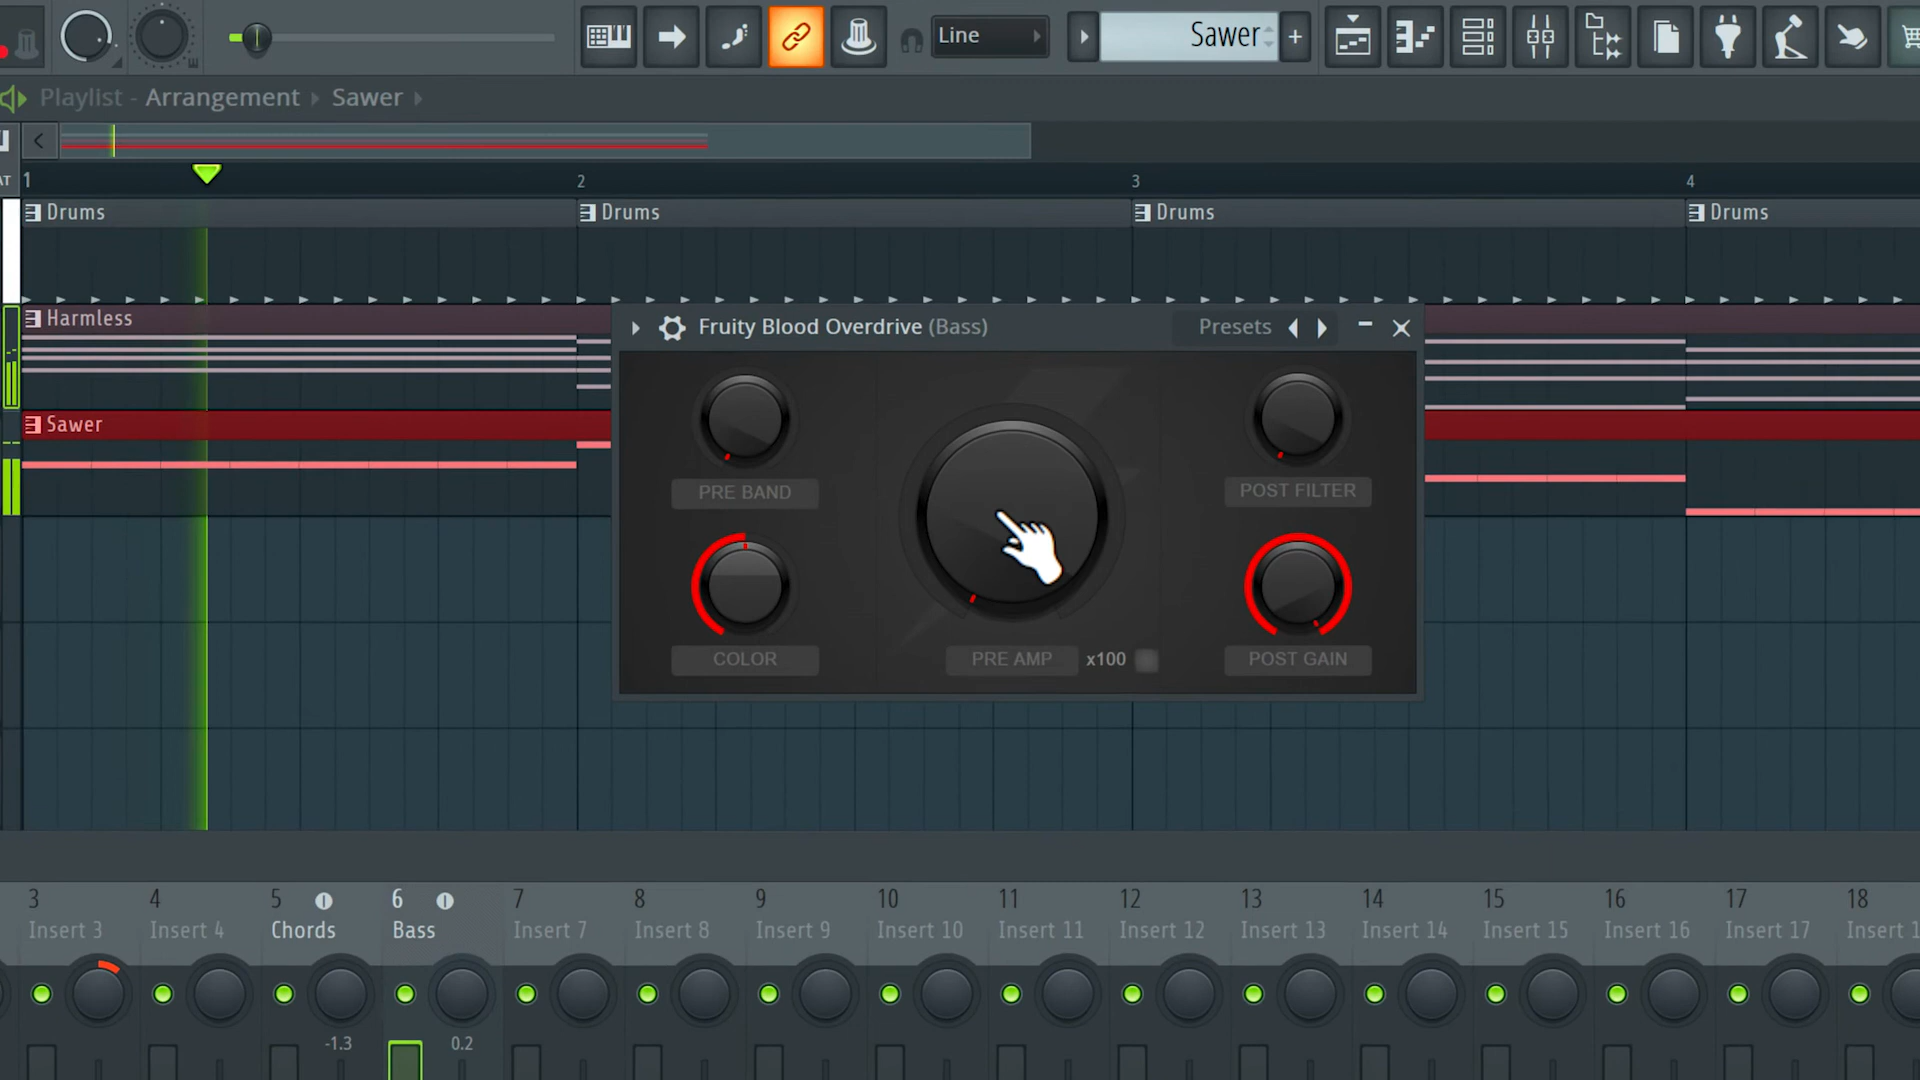 Line
Sawer
+
Playlist - Arrangement Sawer
1 2 3 4
Drums Drums Drums Drums
Harmless
Fruity Blood Overdrive (Bass) Presets
Sawer
PRE BAND
POST FILTER
COLOR
PRE AMP x100
POST GAIN
3 4 5 6 7 8 9 10 11 12 13 14 15 16 17 18
Insert 3 Insert 4 Chords Bass Insert 7 Insert 8 Insert 9 Insert 10 Insert 11 Insert 12 Insert 13 Insert 14 Insert 15 Insert 16 Insert 17 Insert 1
-1.3 0.2